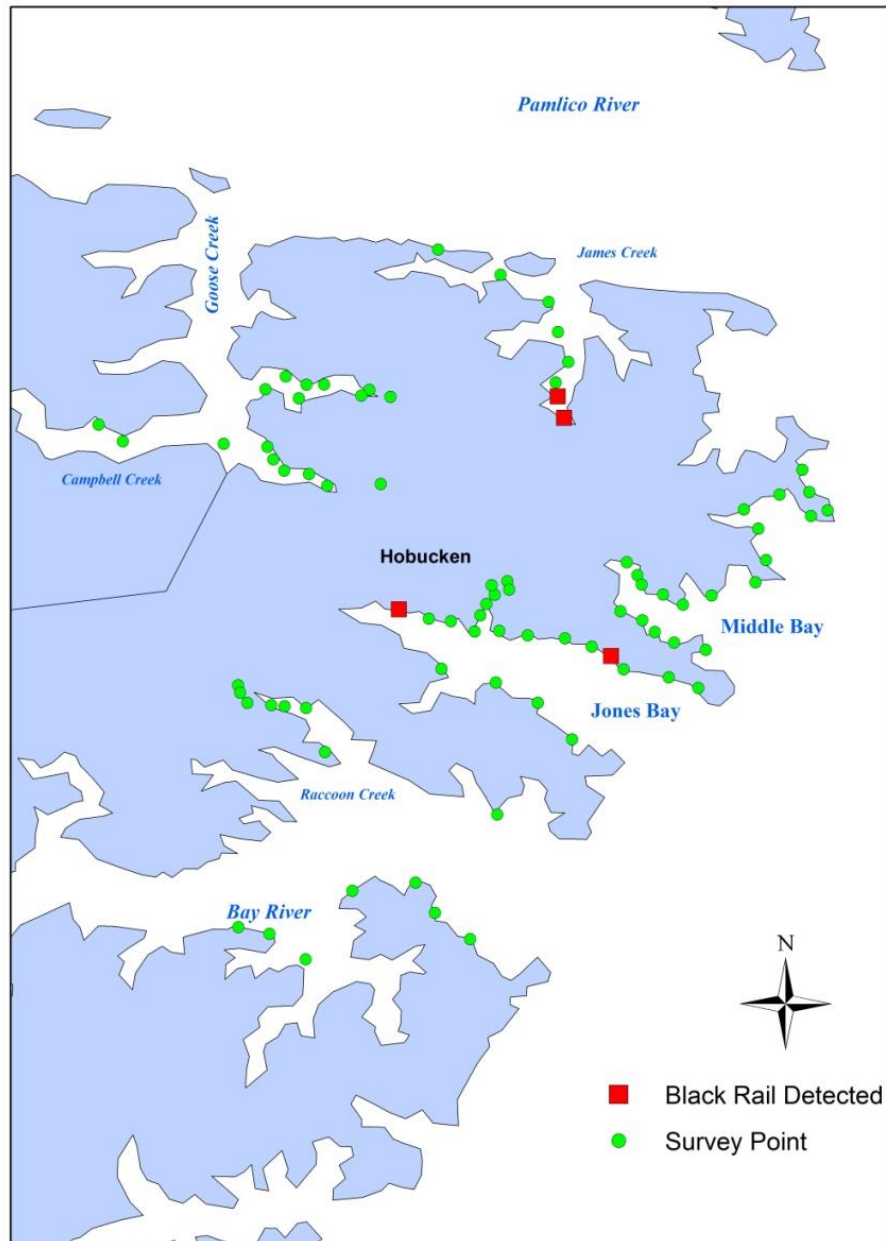 Pamlico River
Goose Creek
James Creek
Campbell Creek
Hobucken
Middle Bay
Jones Bay
Raccoon Creek
Bay River
N
Black Rail Detected
Survey Point